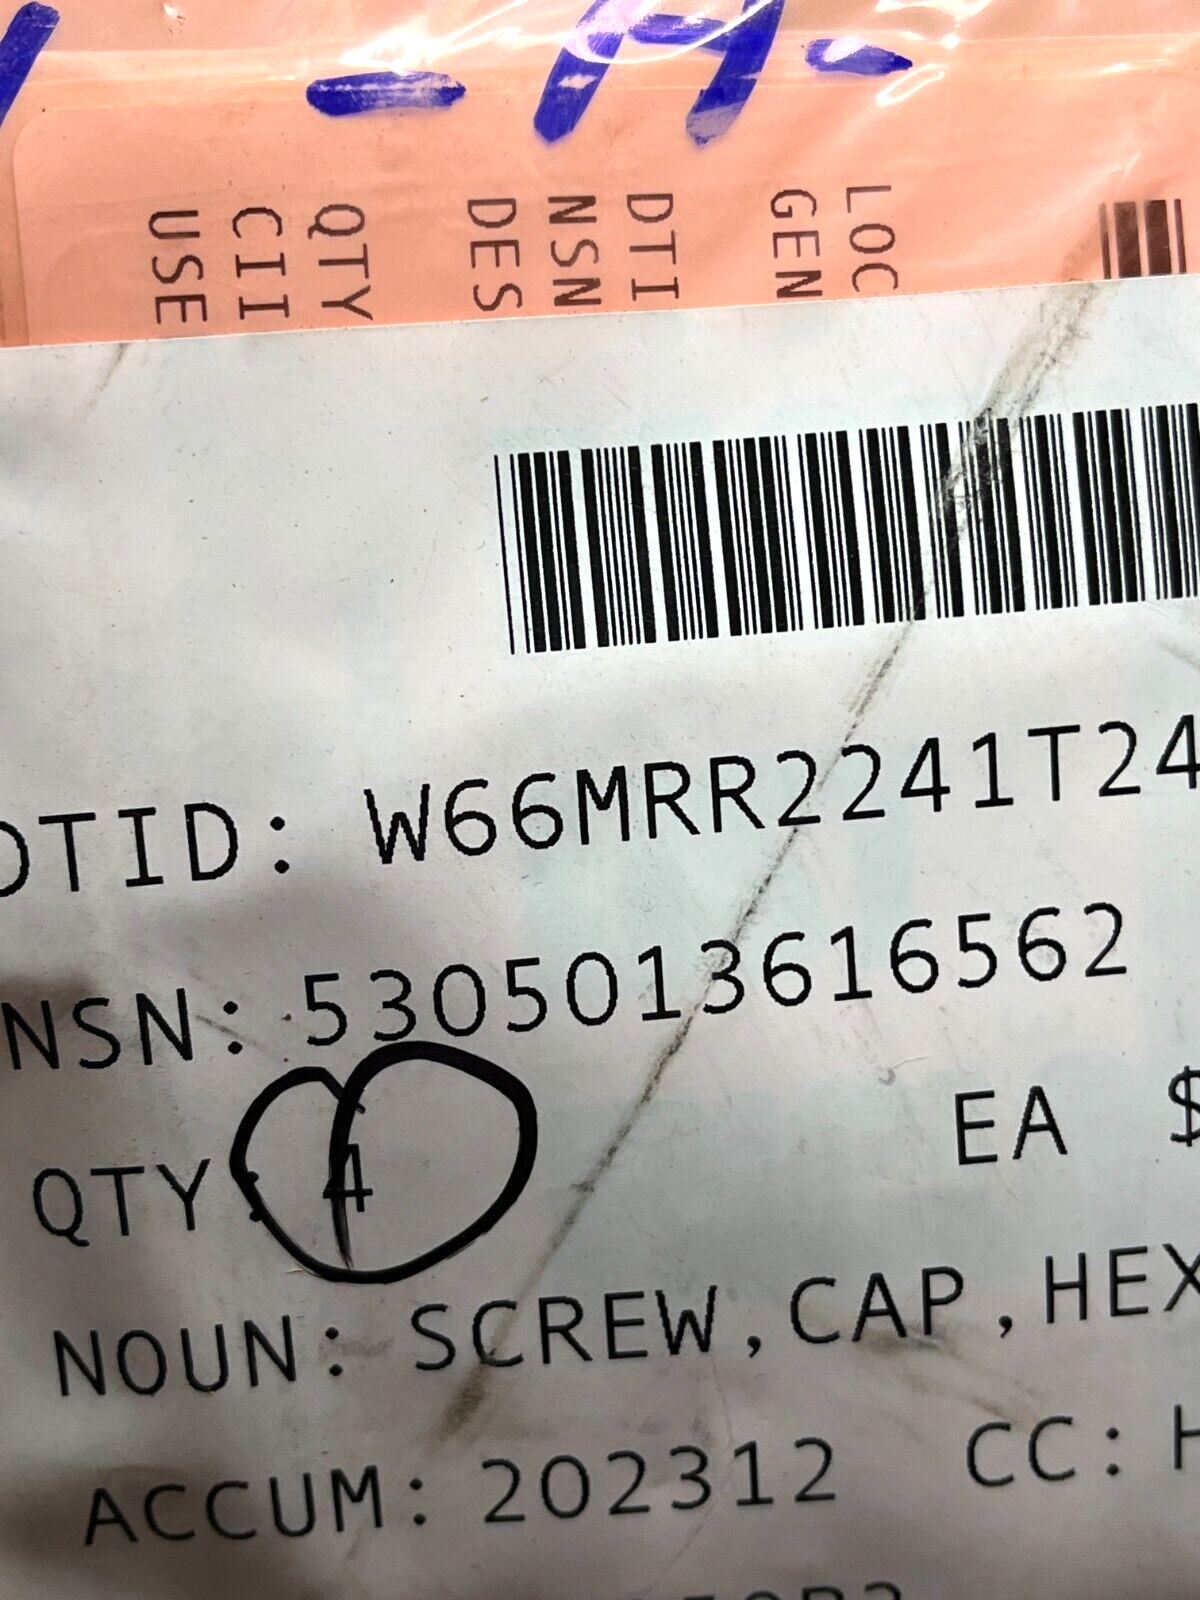 -A-
LOC
GEN
DTI
NSN
DES
QTY
CII
USE
DTID: W66MRR2241T24
NSN: 5305013616562
QTY: 4 EA $
NOUN: SCREW,CAP,HEX
ACCUM: 202312 CC: H